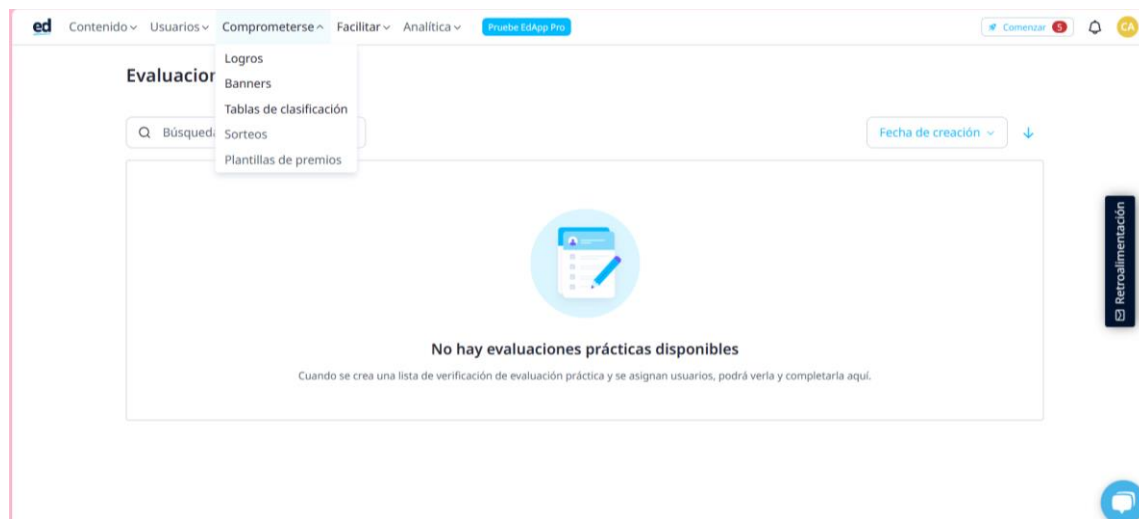 ed Contenido Usuarios Comprometerse Facilitar Analítica Pruebe EdApp Pro Comenzar 5 CA
Logros
Banners
Tablas de clasificación
Sorteos
Plantillas de premios
Búsqued
Fecha de creación
No hay evaluaciones prácticas disponibles
Cuando se crea una lista de verificación de evaluación práctica y se asignan usuarios, podrá verla y completarla aquí.
Retroalimentación